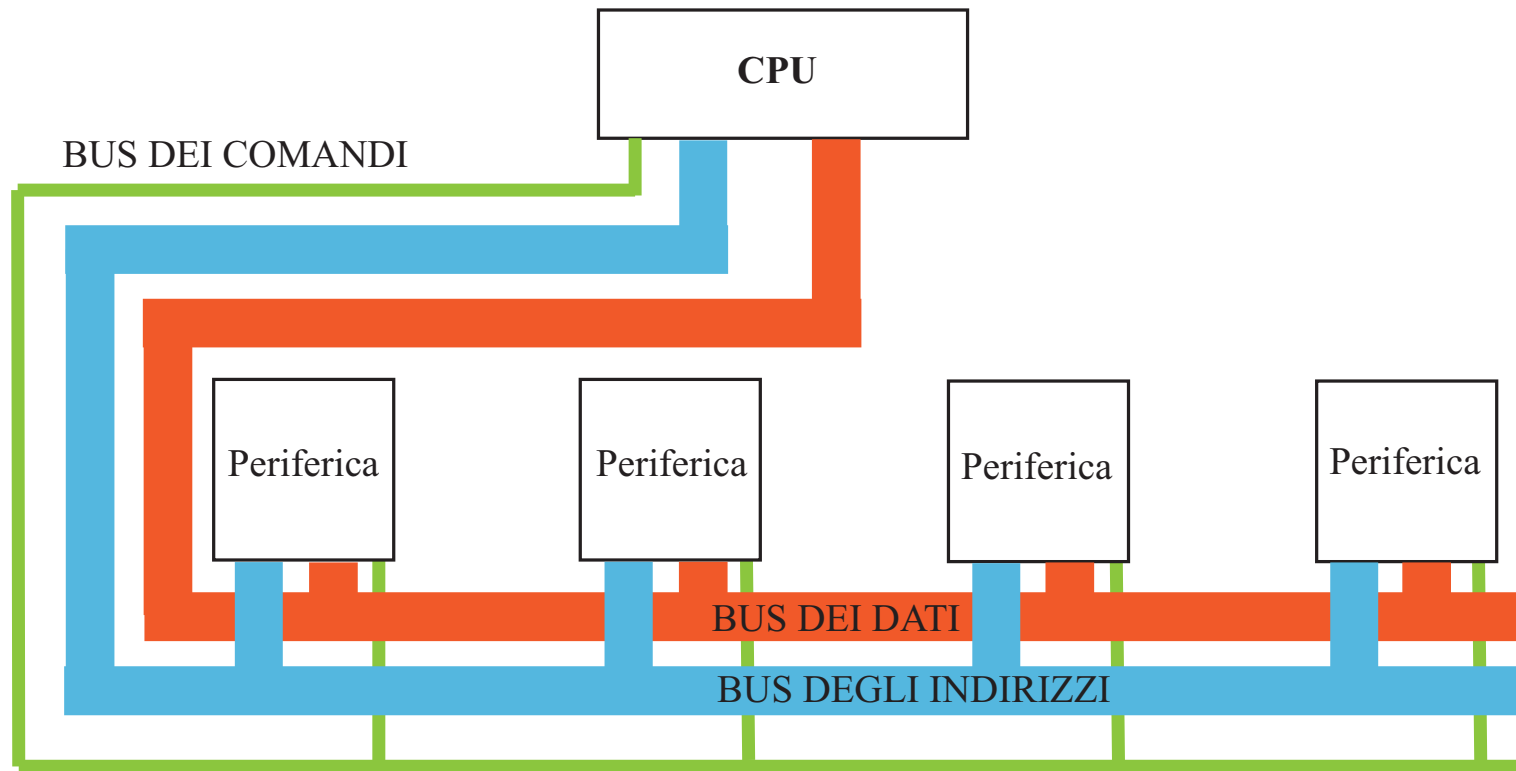 CPU
BUS DEI COMANDI
Periferica
Periferica
Periferica
Periferica
BUS DEI DATI
BUS DEGLI INDIRIZZI